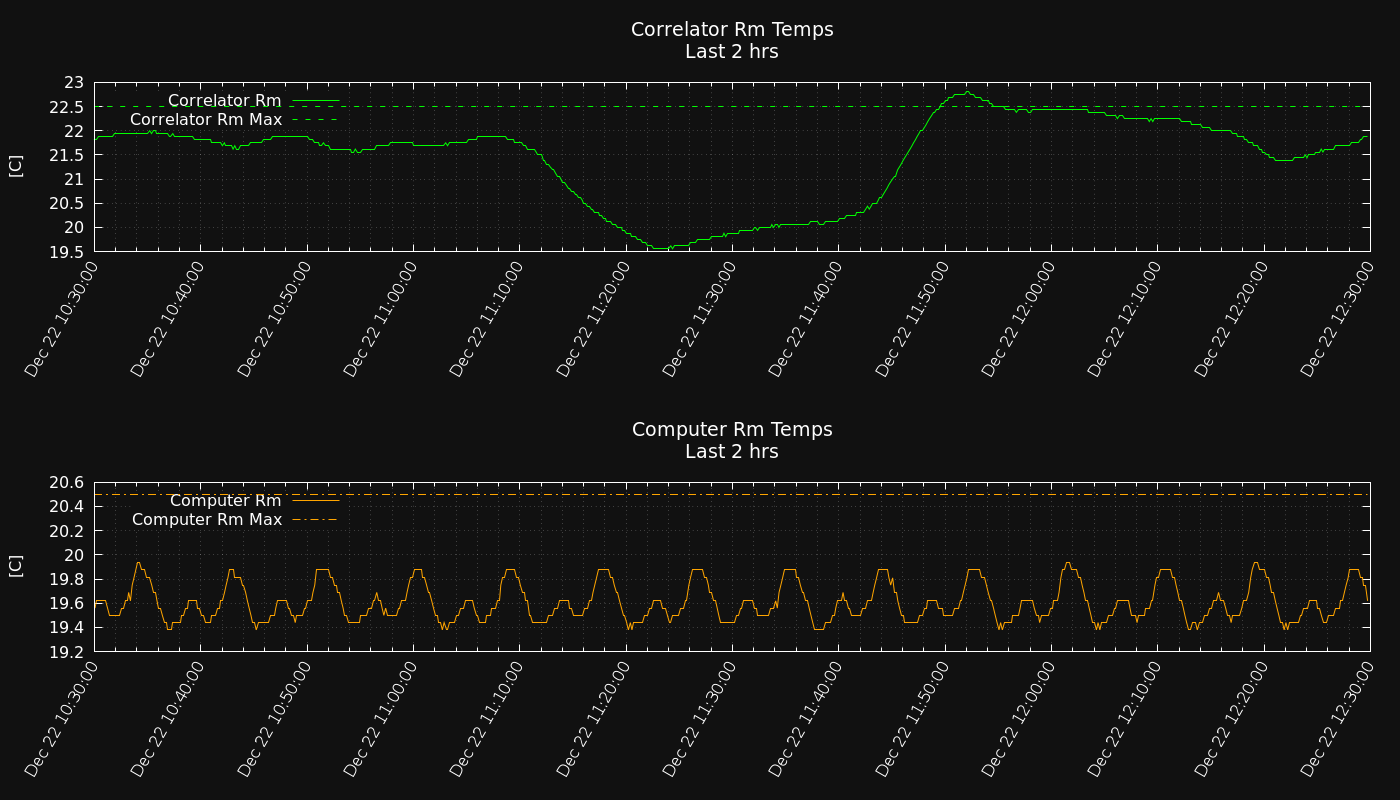 Correlator Rm Temps
Last 2 hrs
[C]
23
22.5
22
21.5
21
20.5
20
19.5
Correlator Rm
Correlator Rm Max
Dec 22 10:30:00
Dec 22 10:40:00
Dec 22 10:50:00
Dec 22 11:00:00
Dec 22 11:10:00
Dec 22 11:20:00
Dec 22 11:30:00
Dec 22 11:40:00
Dec 22 11:50:00
Dec 22 12:00:00
Dec 22 12:10:00
Dec 22 12:20:00
Dec 22 12:30:00
Computer Rm Temps
Last 2 hrs
[C]
20.6
20.4
20.2
20
19.8
19.6
19.4
19.2
Computer Rm
Computer Rm Max
Dec 22 10:30:00
Dec 22 10:40:00
Dec 22 10:50:00
Dec 22 11:00:00
Dec 22 11:10:00
Dec 22 11:20:00
Dec 22 11:30:00
Dec 22 11:40:00
Dec 22 11:50:00
Dec 22 12:00:00
Dec 22 12:10:00
Dec 22 12:20:00
Dec 22 12:30:00